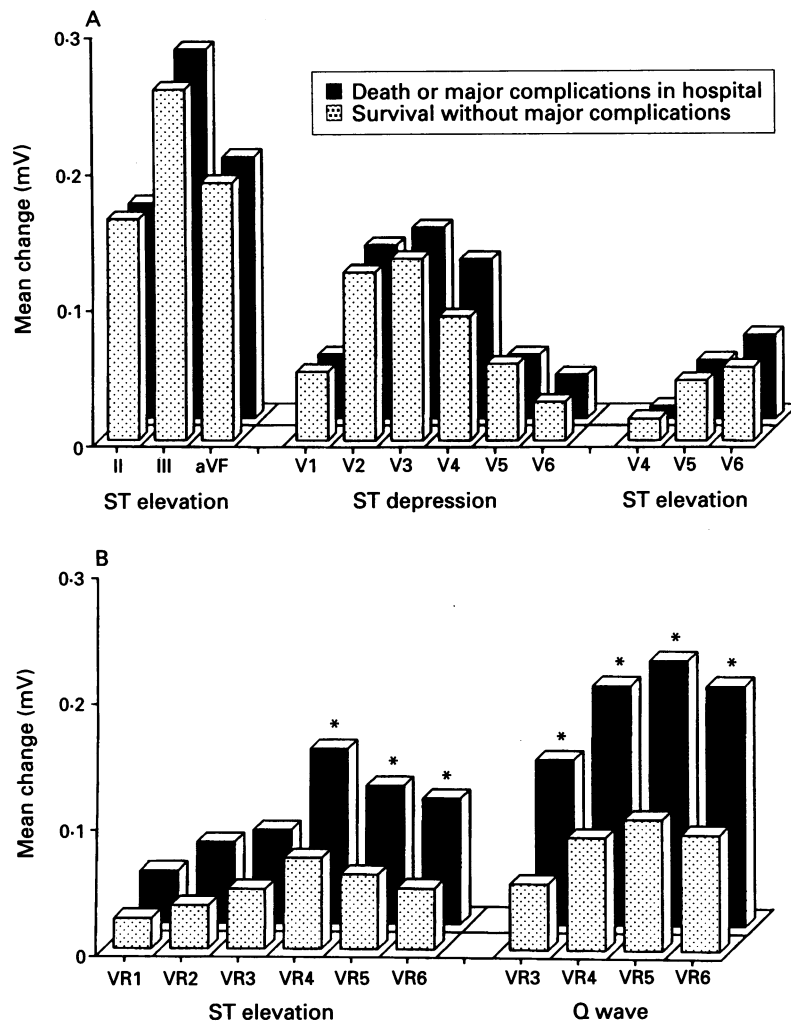 A
0·3
Death or major complications in hospital
Survival without major complications
0·2
Mean change (mV)
0·1
0
II III aVF V1 V2 V3 V4 V5 V6 V4 V5 V6
ST elevation ST depression ST elevation
B
0·3
* * * *
0·2
Mean change (mV)
* * *
0·1
0
VR1 VR2 VR3 VR4 VR5 VR6 VR3 VR4 VR5 VR6
ST elevation Q wave